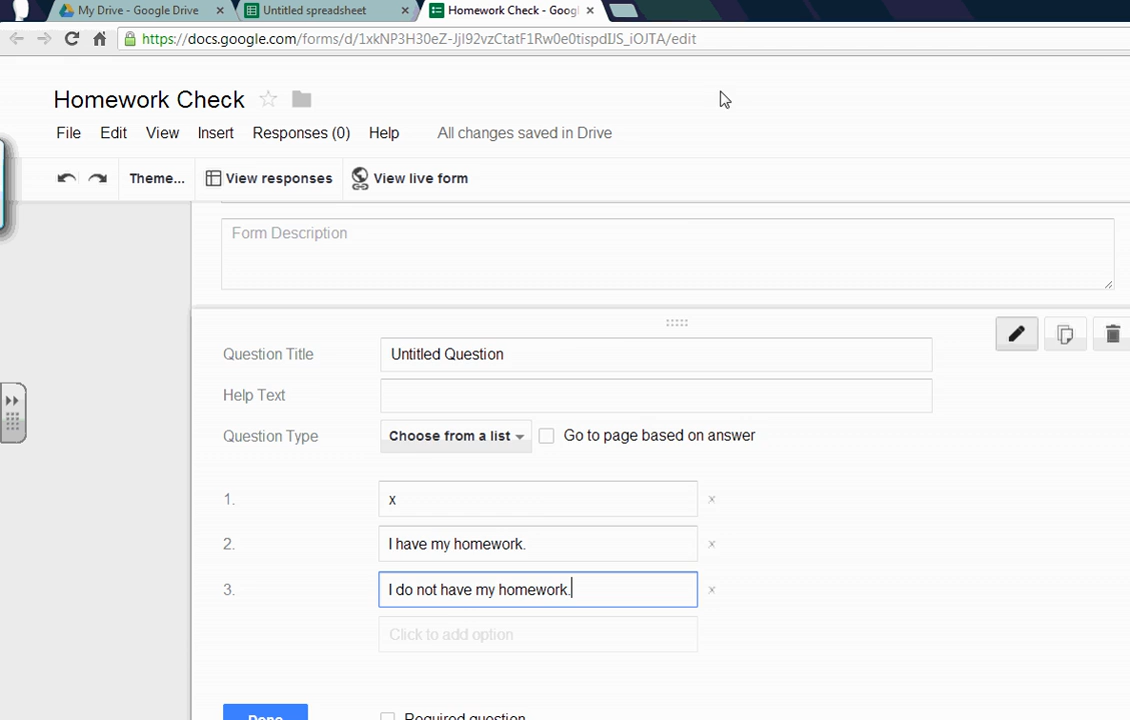 My Drive - Google Drive × Untitled spreadsheet × Homework Check - Goog ×
https://docs.google.com/forms/d/1xkNP3H30eZ-JjI92vzCtatF1Rw0e0tispdIJS_iOJTA/edit
Homework Check
File Edit View Insert Responses (0) Help All changes saved in Drive
Theme... View responses View live form
Form Description
Question Title Untitled Question
Help Text
Question Type Choose from a list Go to page based on answer
1. x ×
2. I have my homework. ×
3. I do not have my homework. ×
Click to add option
Done Required question